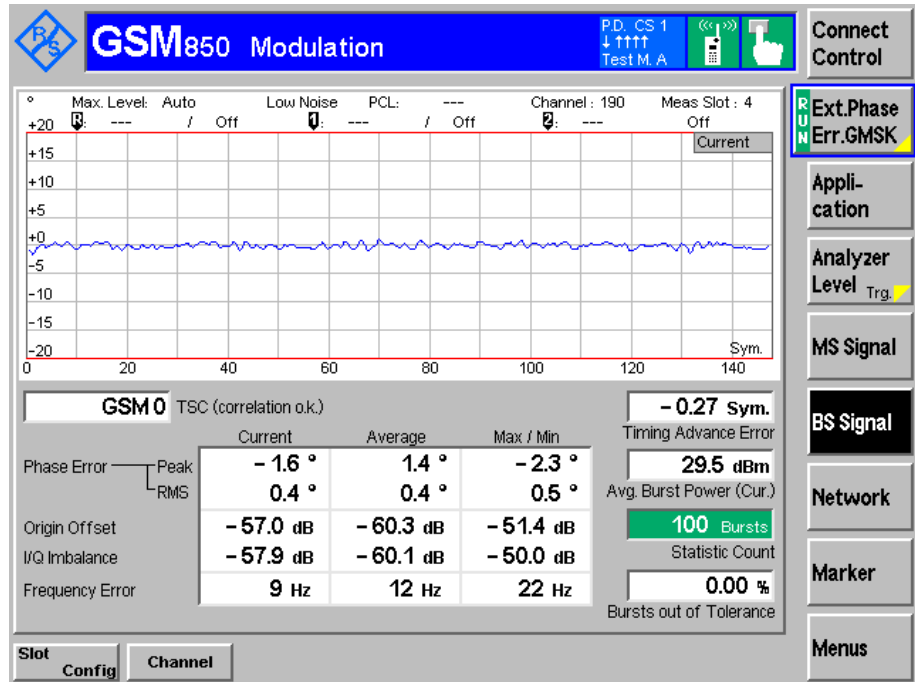 R&S
GSM850 Modulation
P.D. CS 1
↓ ↑↑↑↑
Test M. A
Connect
Control
° Max. Level: Auto Low Noise PCL: --- Channel : 190 Meas Slot : 4
R: --- / Off 1: --- / Off 2: --- Off
Current
+20
+15
+10
+5
+0
-5
-10
-15
-20
Sym.
0 20 40 60 80 100 120 140
GSM 0 TSC (correlation o.k.)
Current Average Max / Min
Phase Error Peak - 1.6 ° 1.4 ° - 2.3 °
RMS 0.4 ° 0.4 ° 0.5 °
Origin Offset - 57.0 dB - 60.3 dB - 51.4 dB
I/Q Imbalance - 57.9 dB - 60.1 dB - 50.0 dB
Frequency Error 9 Hz 12 Hz 22 Hz
- 0.27 Sym.
Timing Advance Error
29.5 dBm
Avg. Burst Power (Cur.)
100 Bursts
Statistic Count
0.00 %
Bursts out of Tolerance
RUN
Ext.Phase
Err.GMSK
Appli-
cation
Analyzer
Level Trg.
MS Signal
BS Signal
Network
Marker
Menus
Slot
Config
Channel